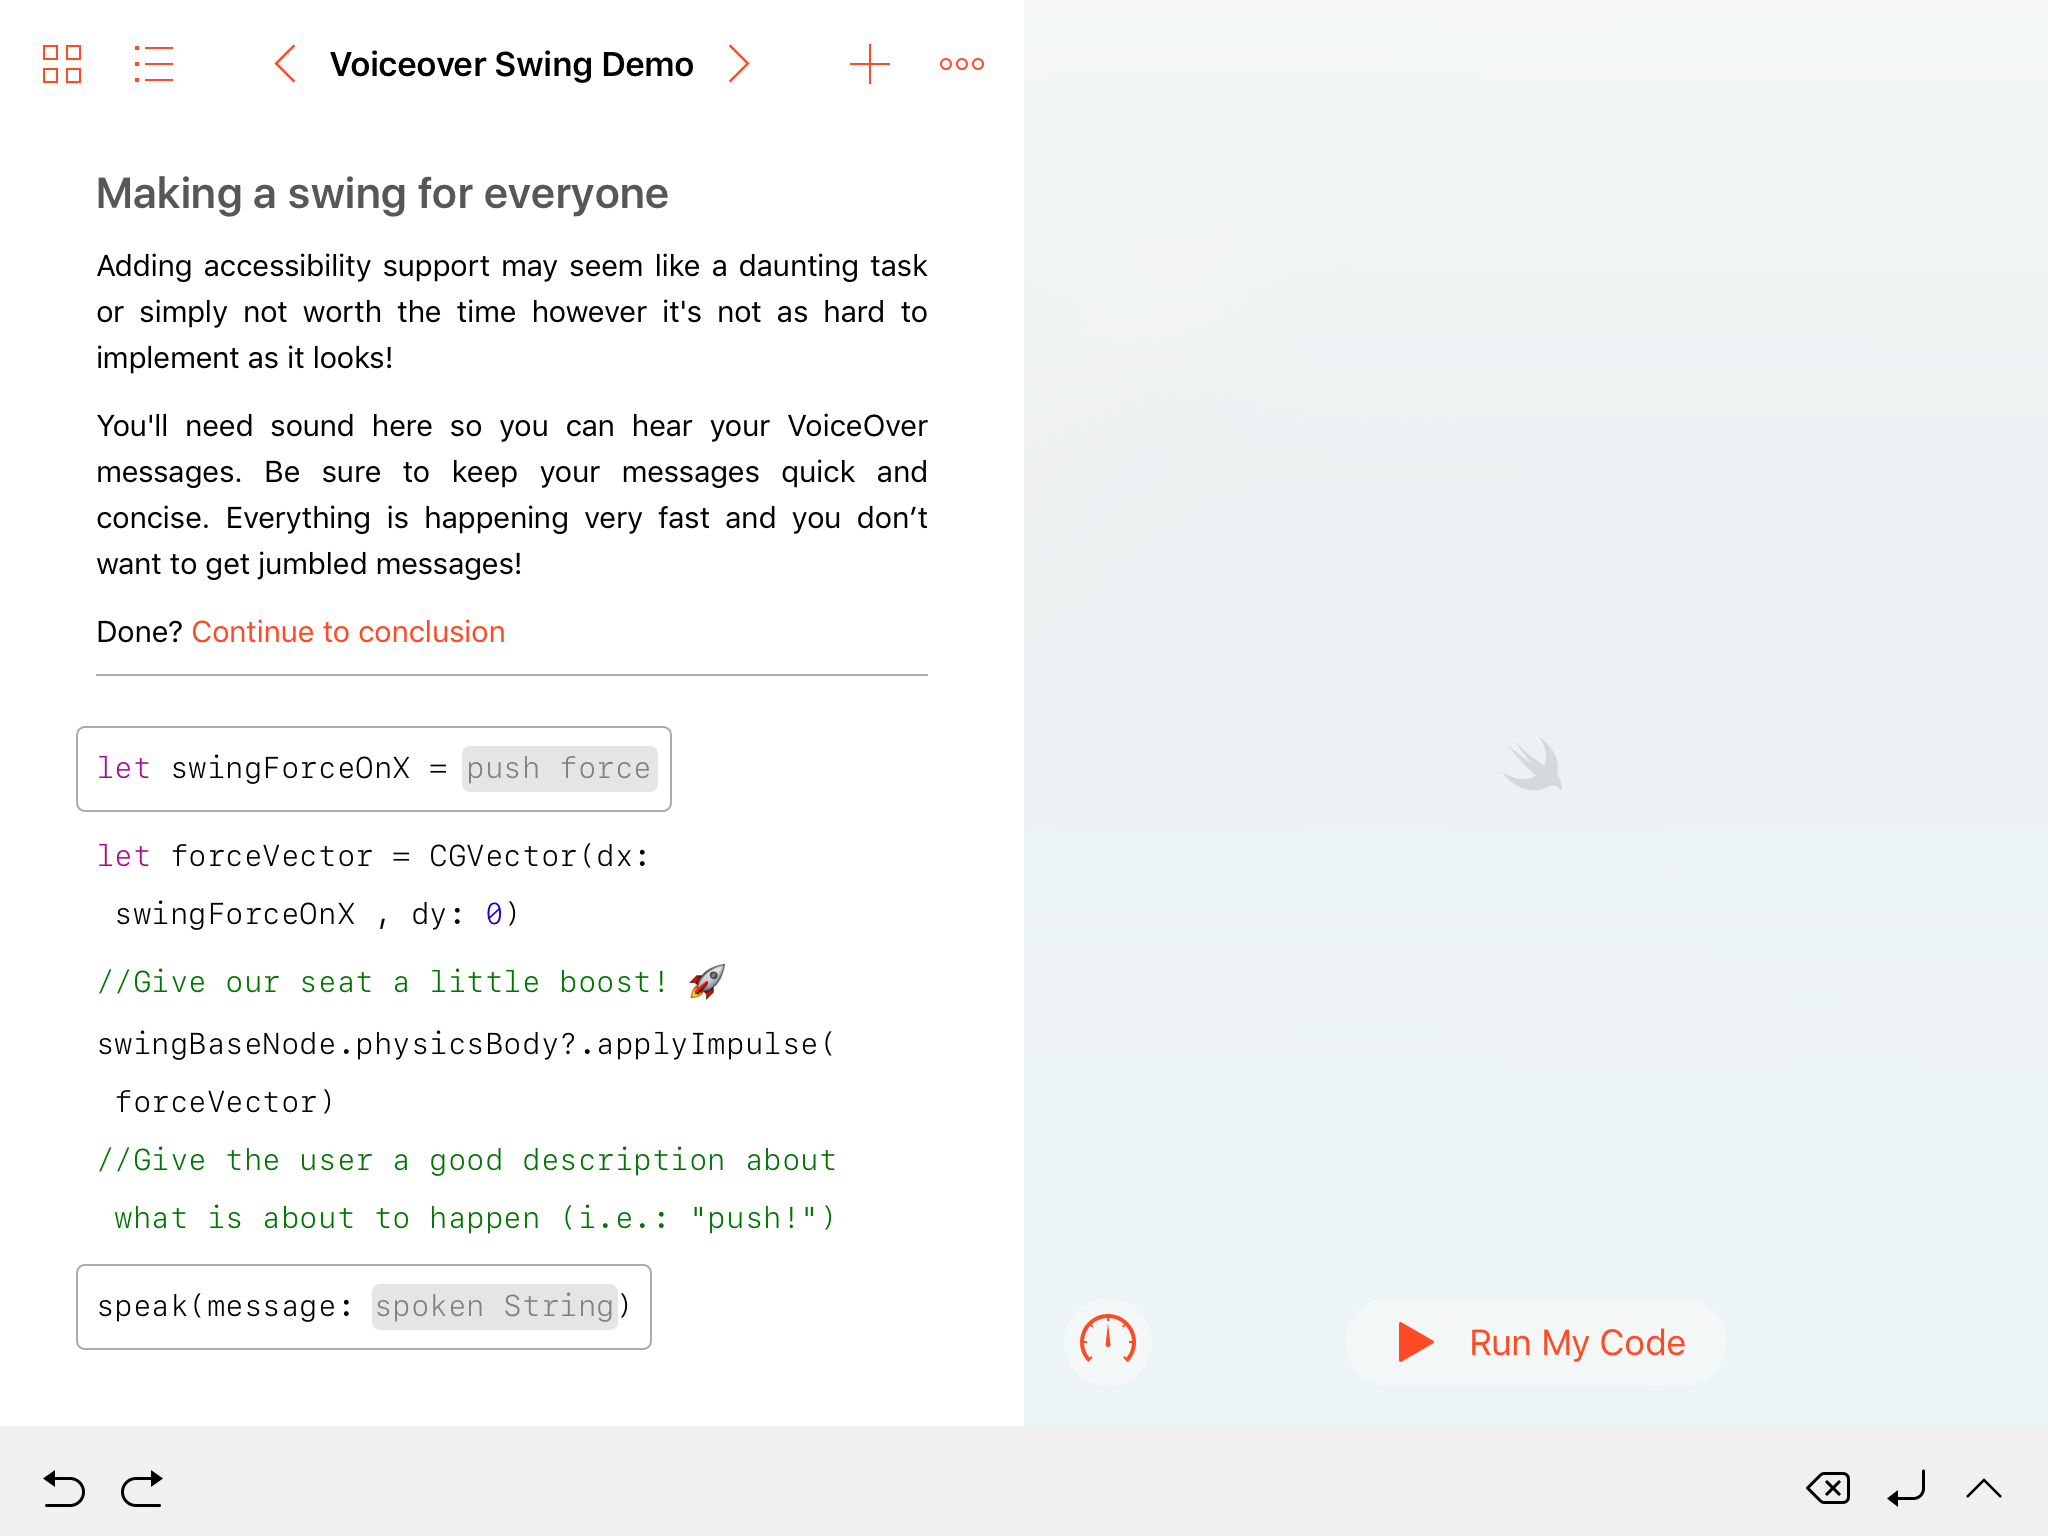 Voiceover Swing Demo
Making a swing for everyone
Adding accessibility support may seem like a daunting task
or simply not worth the time however it's not as hard to
implement as it looks!
You'll need sound here so you can hear your VoiceOver
messages. Be sure to keep your messages quick and
concise. Everything is happening very fast and you don’t
want to get jumbled messages!
Done? Continue to conclusion
let swingForceOnX = push force
let forceVector = CGVector(dx:
swingForceOnX , dy: 0)
//Give our seat a little boost! 🚀
swingBaseNode.physicsBody?.applyImpulse(
forceVector)
//Give the user a good description about
what is about to happen (i.e.: "push!")
speak(message: spoken String)
Run My Code